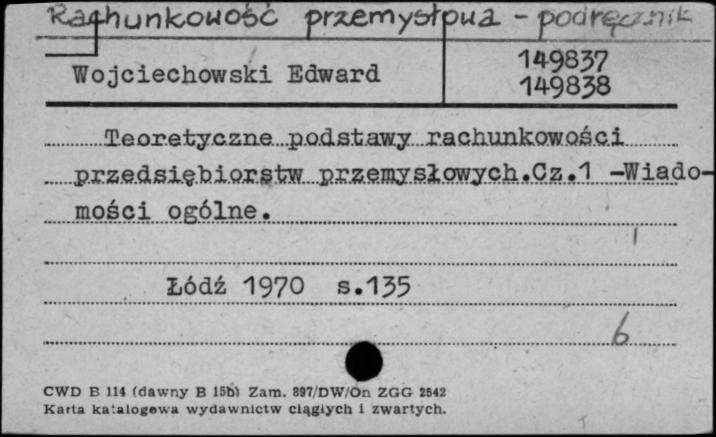 Rachunkowość przemysłowa - podręcznik
Wojciechowski Edward
149837
149838
Teoretyczne podstawy rachunkowości
przedsiębiorstw przemysłowych.Cz.1 -Wiado-
mości ogólne.
Łódź 1970 s.135
6
CWD B 114 (dawny B 15b) Zam. 897/DW/On ZGG 2542
Karta katalogowa wydawnictw ciągłych i zwartych.